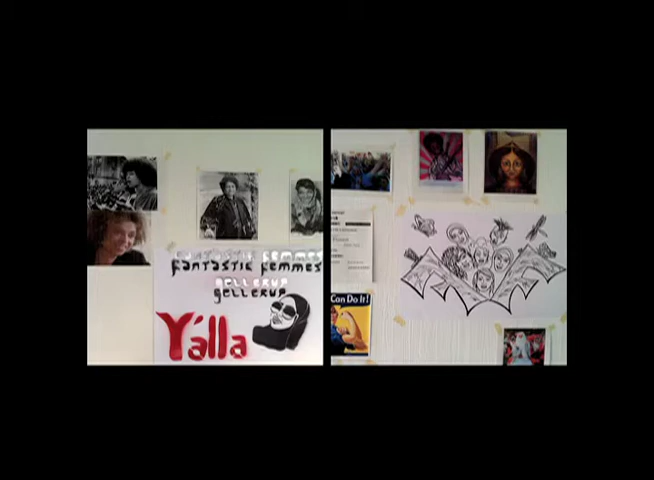 FANTASTIC FEMMES
FANTASTIC FEMMES
GELLERUP
GELLERUP
Y'alla
Can Do It!